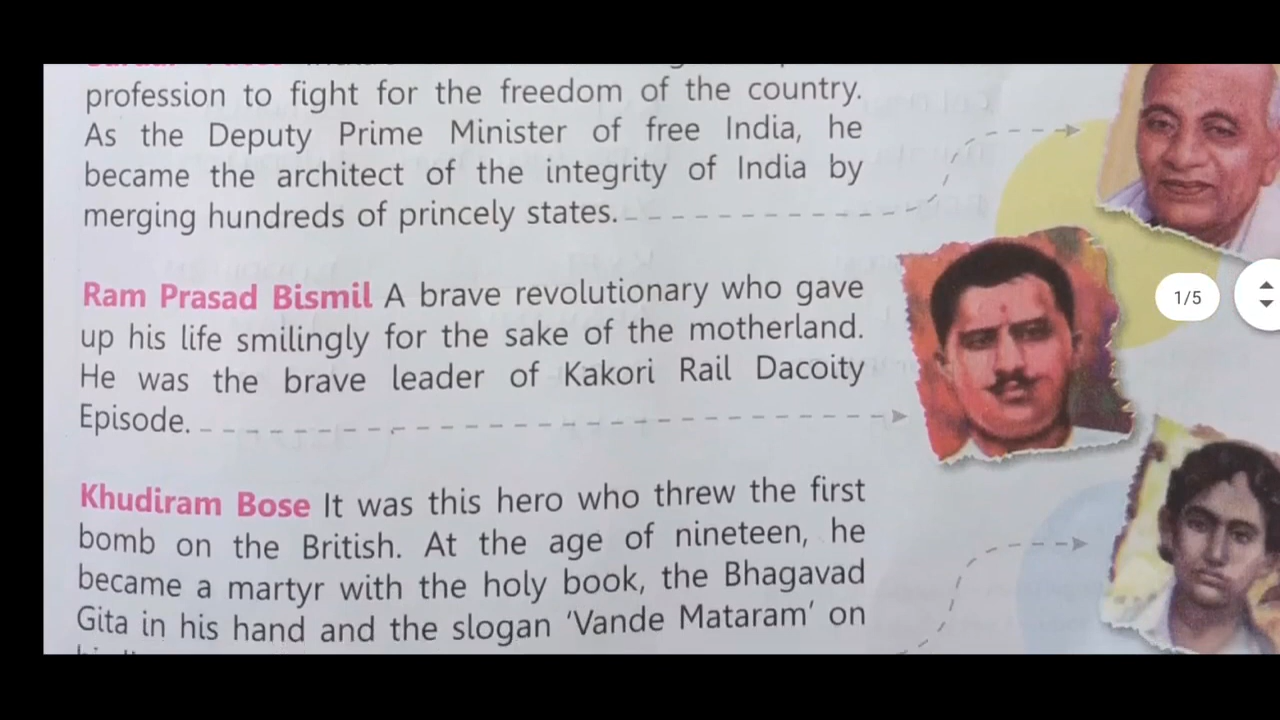 profession to fight for the freedom of the country.
As the Deputy Prime Minister of free India, he
became the architect of the integrity of India by
merging hundreds of princely states.
Ram Prasad Bismil A brave revolutionary who gave
up his life smilingly for the sake of the motherland.
He was the brave leader of Kakori Rail Dacoity
Episode.
1/5
Khudiram Bose It was this hero who threw the first
bomb on the British. At the age of nineteen, he
became a martyr with the holy book, the Bhagavad
Gita in his hand and the slogan 'Vande Mataram' on